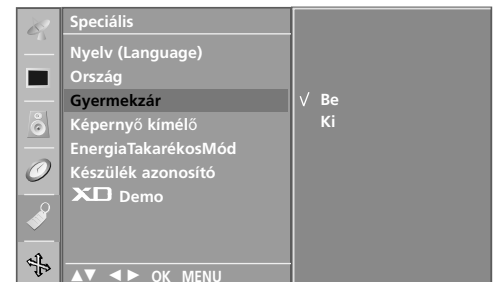 Speciális
Nyelv (Language)
Ország
Gyermekzár
Képernyő kímélő
EnergiaTakarékosMód
Készülék azonosító
XD Demo
√ Be
Ki
▲▼ ◄► OK MENU